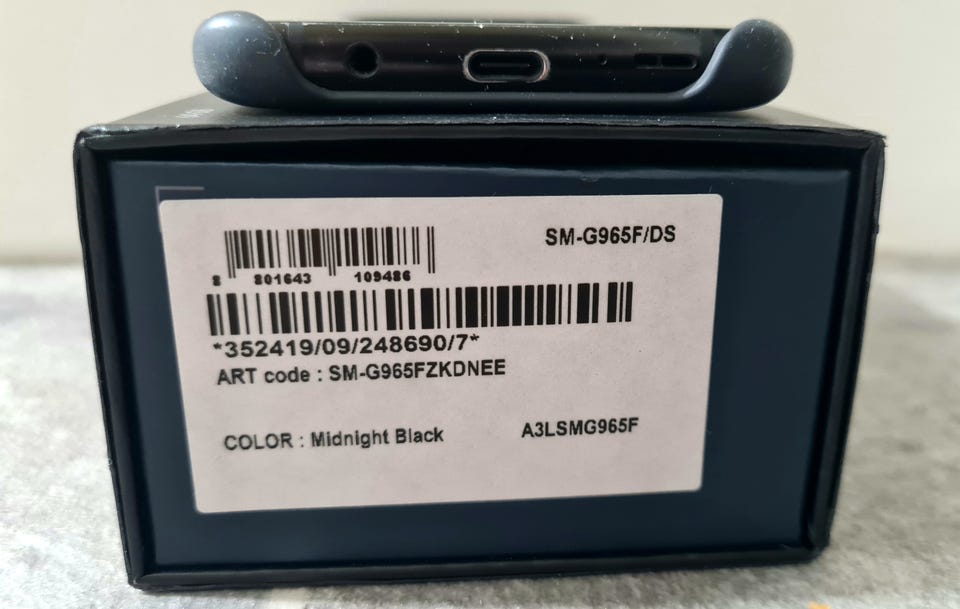 SM-G965F/DS
8 801643 109486
*352419/09/248690/7*
ART code : SM-G965FZKDNEE
COLOR : Midnight Black
A3LSMG965F